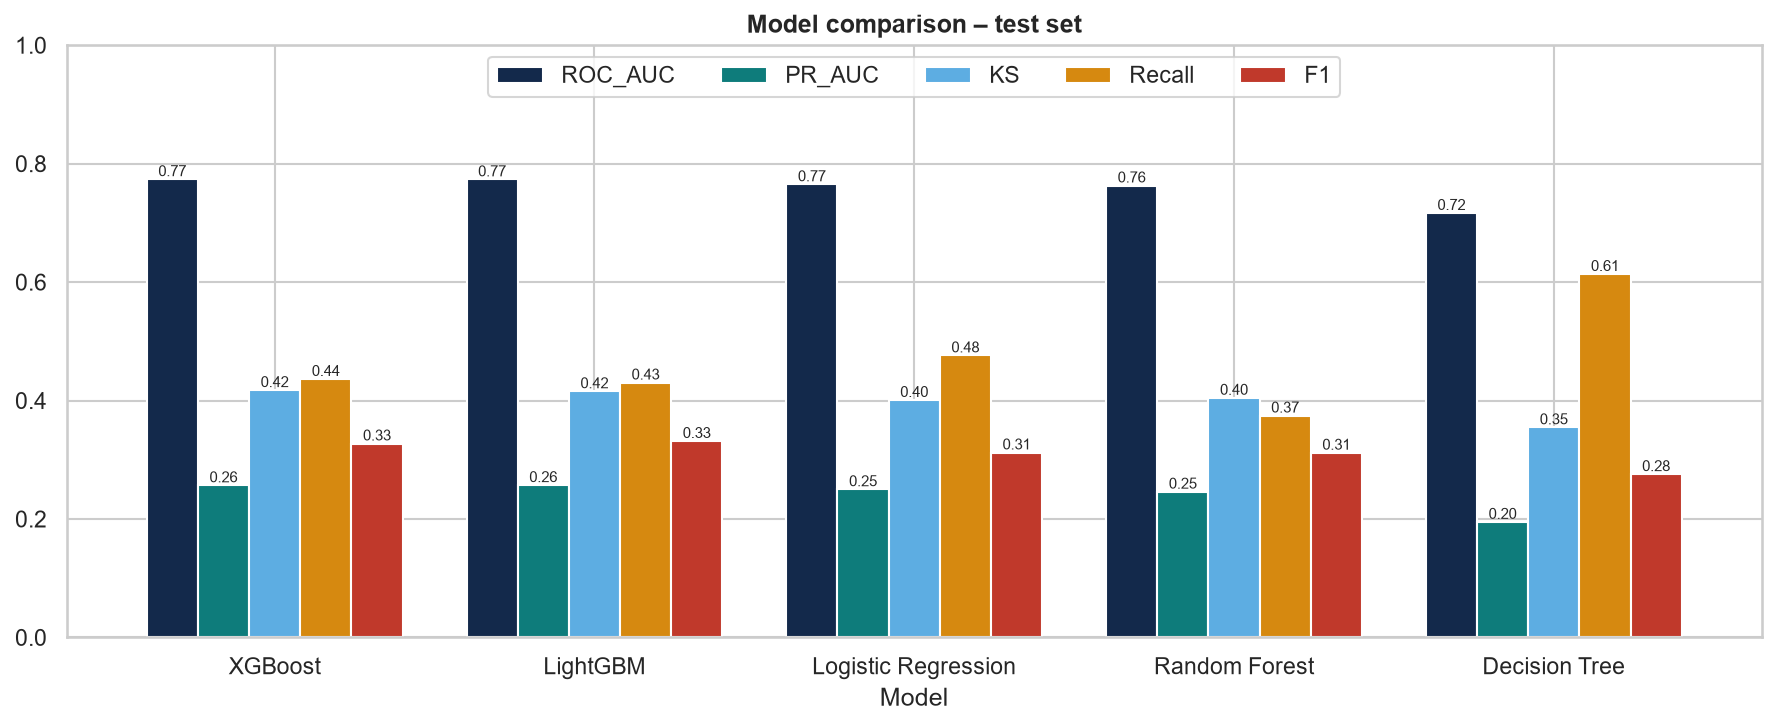 Model comparison – test set
ROC_AUC PR_AUC KS Recall F1
1.0
0.8
0.6
0.4
0.2
0.0
0.77 0.26 0.42 0.44 0.33
0.77 0.26 0.42 0.43 0.33
0.77 0.25 0.40 0.48 0.31
0.76 0.25 0.40 0.37 0.31
0.72 0.20 0.35 0.61 0.28
XGBoost LightGBM Logistic Regression Random Forest Decision Tree
Model